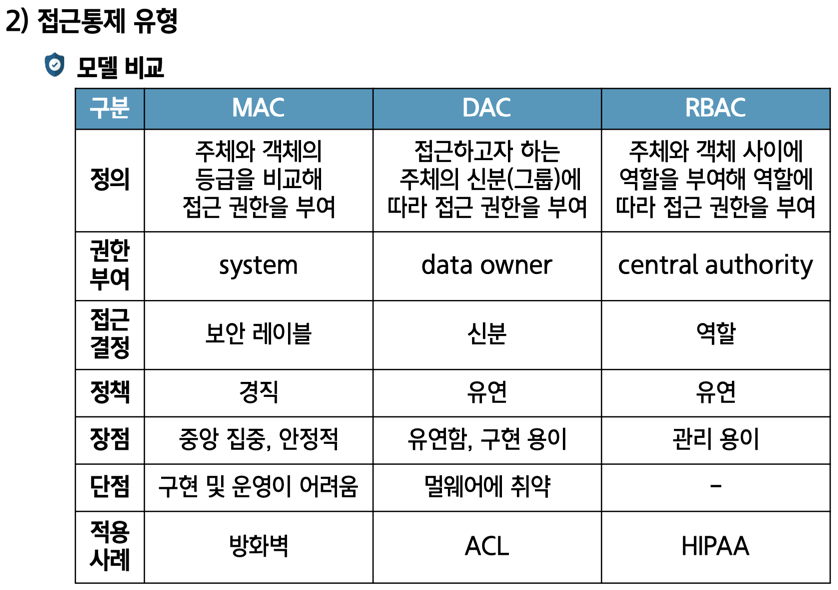 2) 접근통제 유형
모델 비교
구분 MAC DAC RBAC
정의
주체와 객체의
등급을 비교해
접근 권한을 부여
접근하고자 하는
주체의 신분(그룹)에
따라 접근 권한을 부여
주체와 객체 사이에
역할을 부여해 역할에
따라 접근 권한을 부여
권한
부여
system
data owner
central authority
접근
결정
보안 레이블
신분
역할
정책 경직 유연 유연
장점 중앙 집중, 안정적 유연함, 구현 용이 관리 용이
단점 구현 및 운영이 어려움 멀웨어에 취약 –
적용
사례
방화벽
ACL
HIPAA